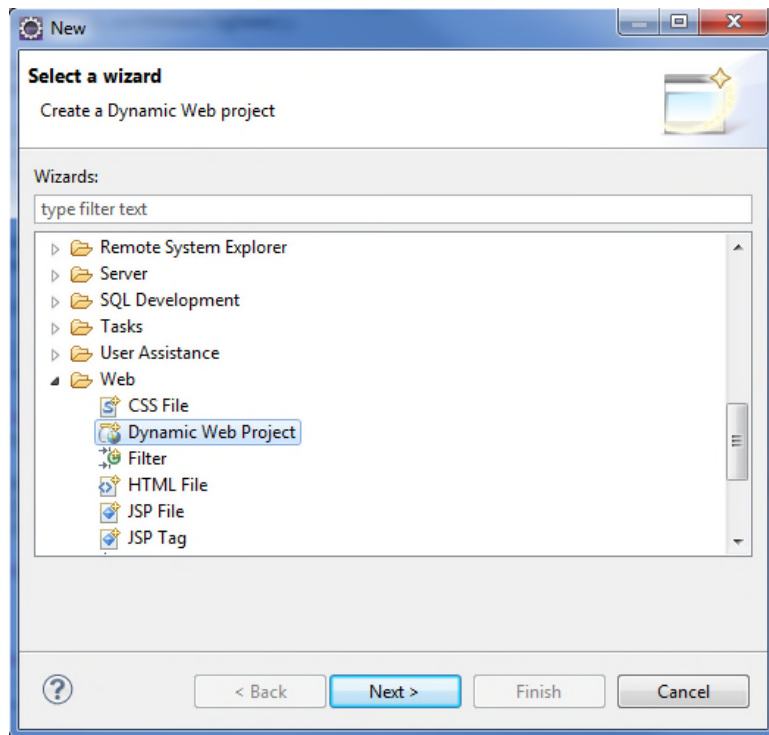 New
Select a wizard
Create a Dynamic Web project
Wizards:
type filter text
Remote System Explorer
Server
SQL Development
Tasks
User Assistance
Web
CSS File
Dynamic Web Project
Filter
HTML File
JSP File
JSP Tag
? < Back Next > Finish Cancel